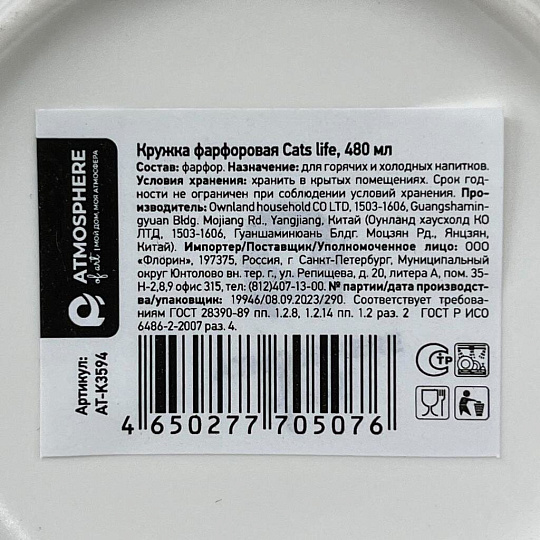 Кружка фарфоровая Cats life, 480 мл
Состав: фарфор. Назначение: для горячих и холодных напитков.
Условия хранения: хранить в крытых помещениях. Срок год-
ности не ограничен при соблюдении условий хранения. Про-
изводитель: Ownland household CO LTD, 1503-1606, Guangshamin-
gyuan Bldg. Mojiang Rd., Yangjiang, Китай (Оунланд хаусхолд КО
ЛТД, 1503-1606, Гуаншаминюань Блдг. Моцзян Рд., Янцзян,
Китай). Импортер/Поставщик/Уполномоченное лицо: ООО
«Флорин», 197375, Россия, г Санкт-Петербург, Муниципальный
округ Юнтолово вн. тер. г., ул. Репищева, д. 20, литера А, пом. 35-
Н-2,8,9 офис 315, тел: (812)407-13-00. № партии/дата производст-
ва/упаковщик: 19946/08.09.2023/290. Соответствует требова-
ниям ГОСТ 28390-89 пп. 1.2.8, 1.2.14 пп. 1.2 раз. 2 ГОСТ Р ИСО
6486-2-2007 раз. 4.
ATMOSPHERE
of art | МОЙ ДОМ, МОЯ АТМОСФЕРА
Артикул:
AT-K3594
4 650277 705076
СТР